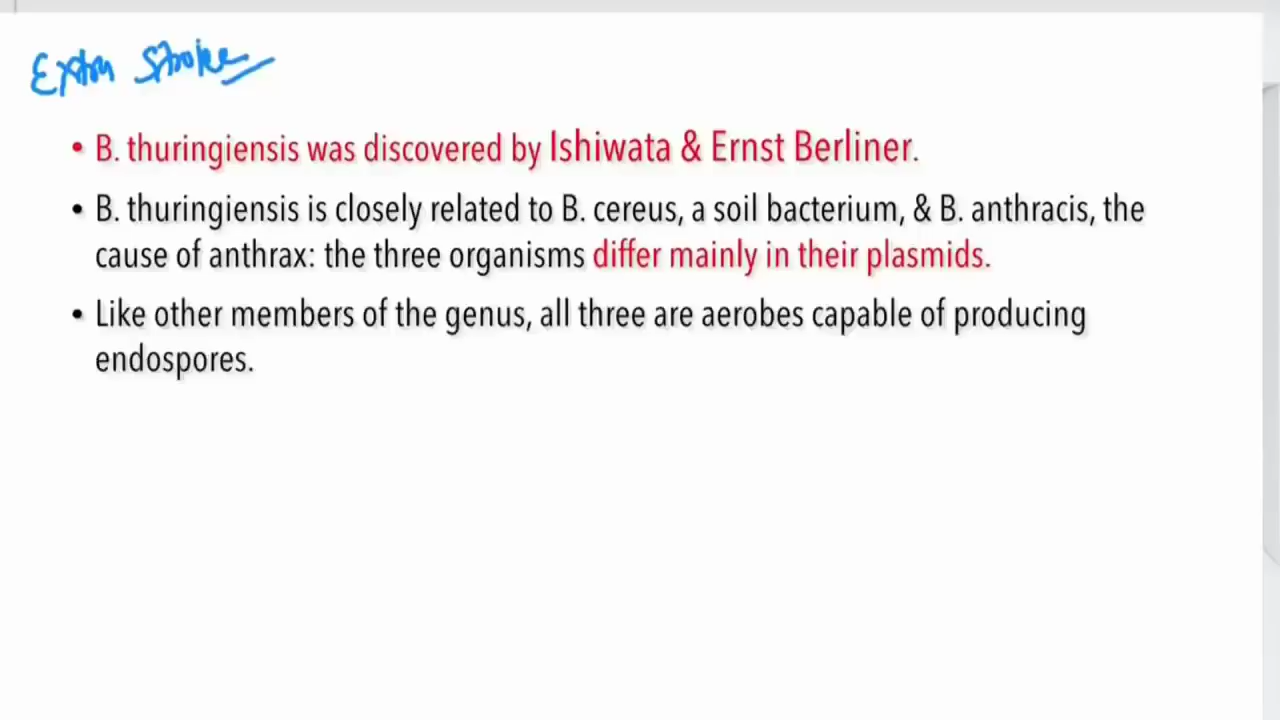 Extra Stroke
• B. thuringiensis was discovered by Ishiwata & Ernst Berliner.
• B. thuringiensis is closely related to B. cereus, a soil bacterium, & B. anthracis, the
cause of anthrax: the three organisms differ mainly in their plasmids.
• Like other members of the genus, all three are aerobes capable of producing
endospores.